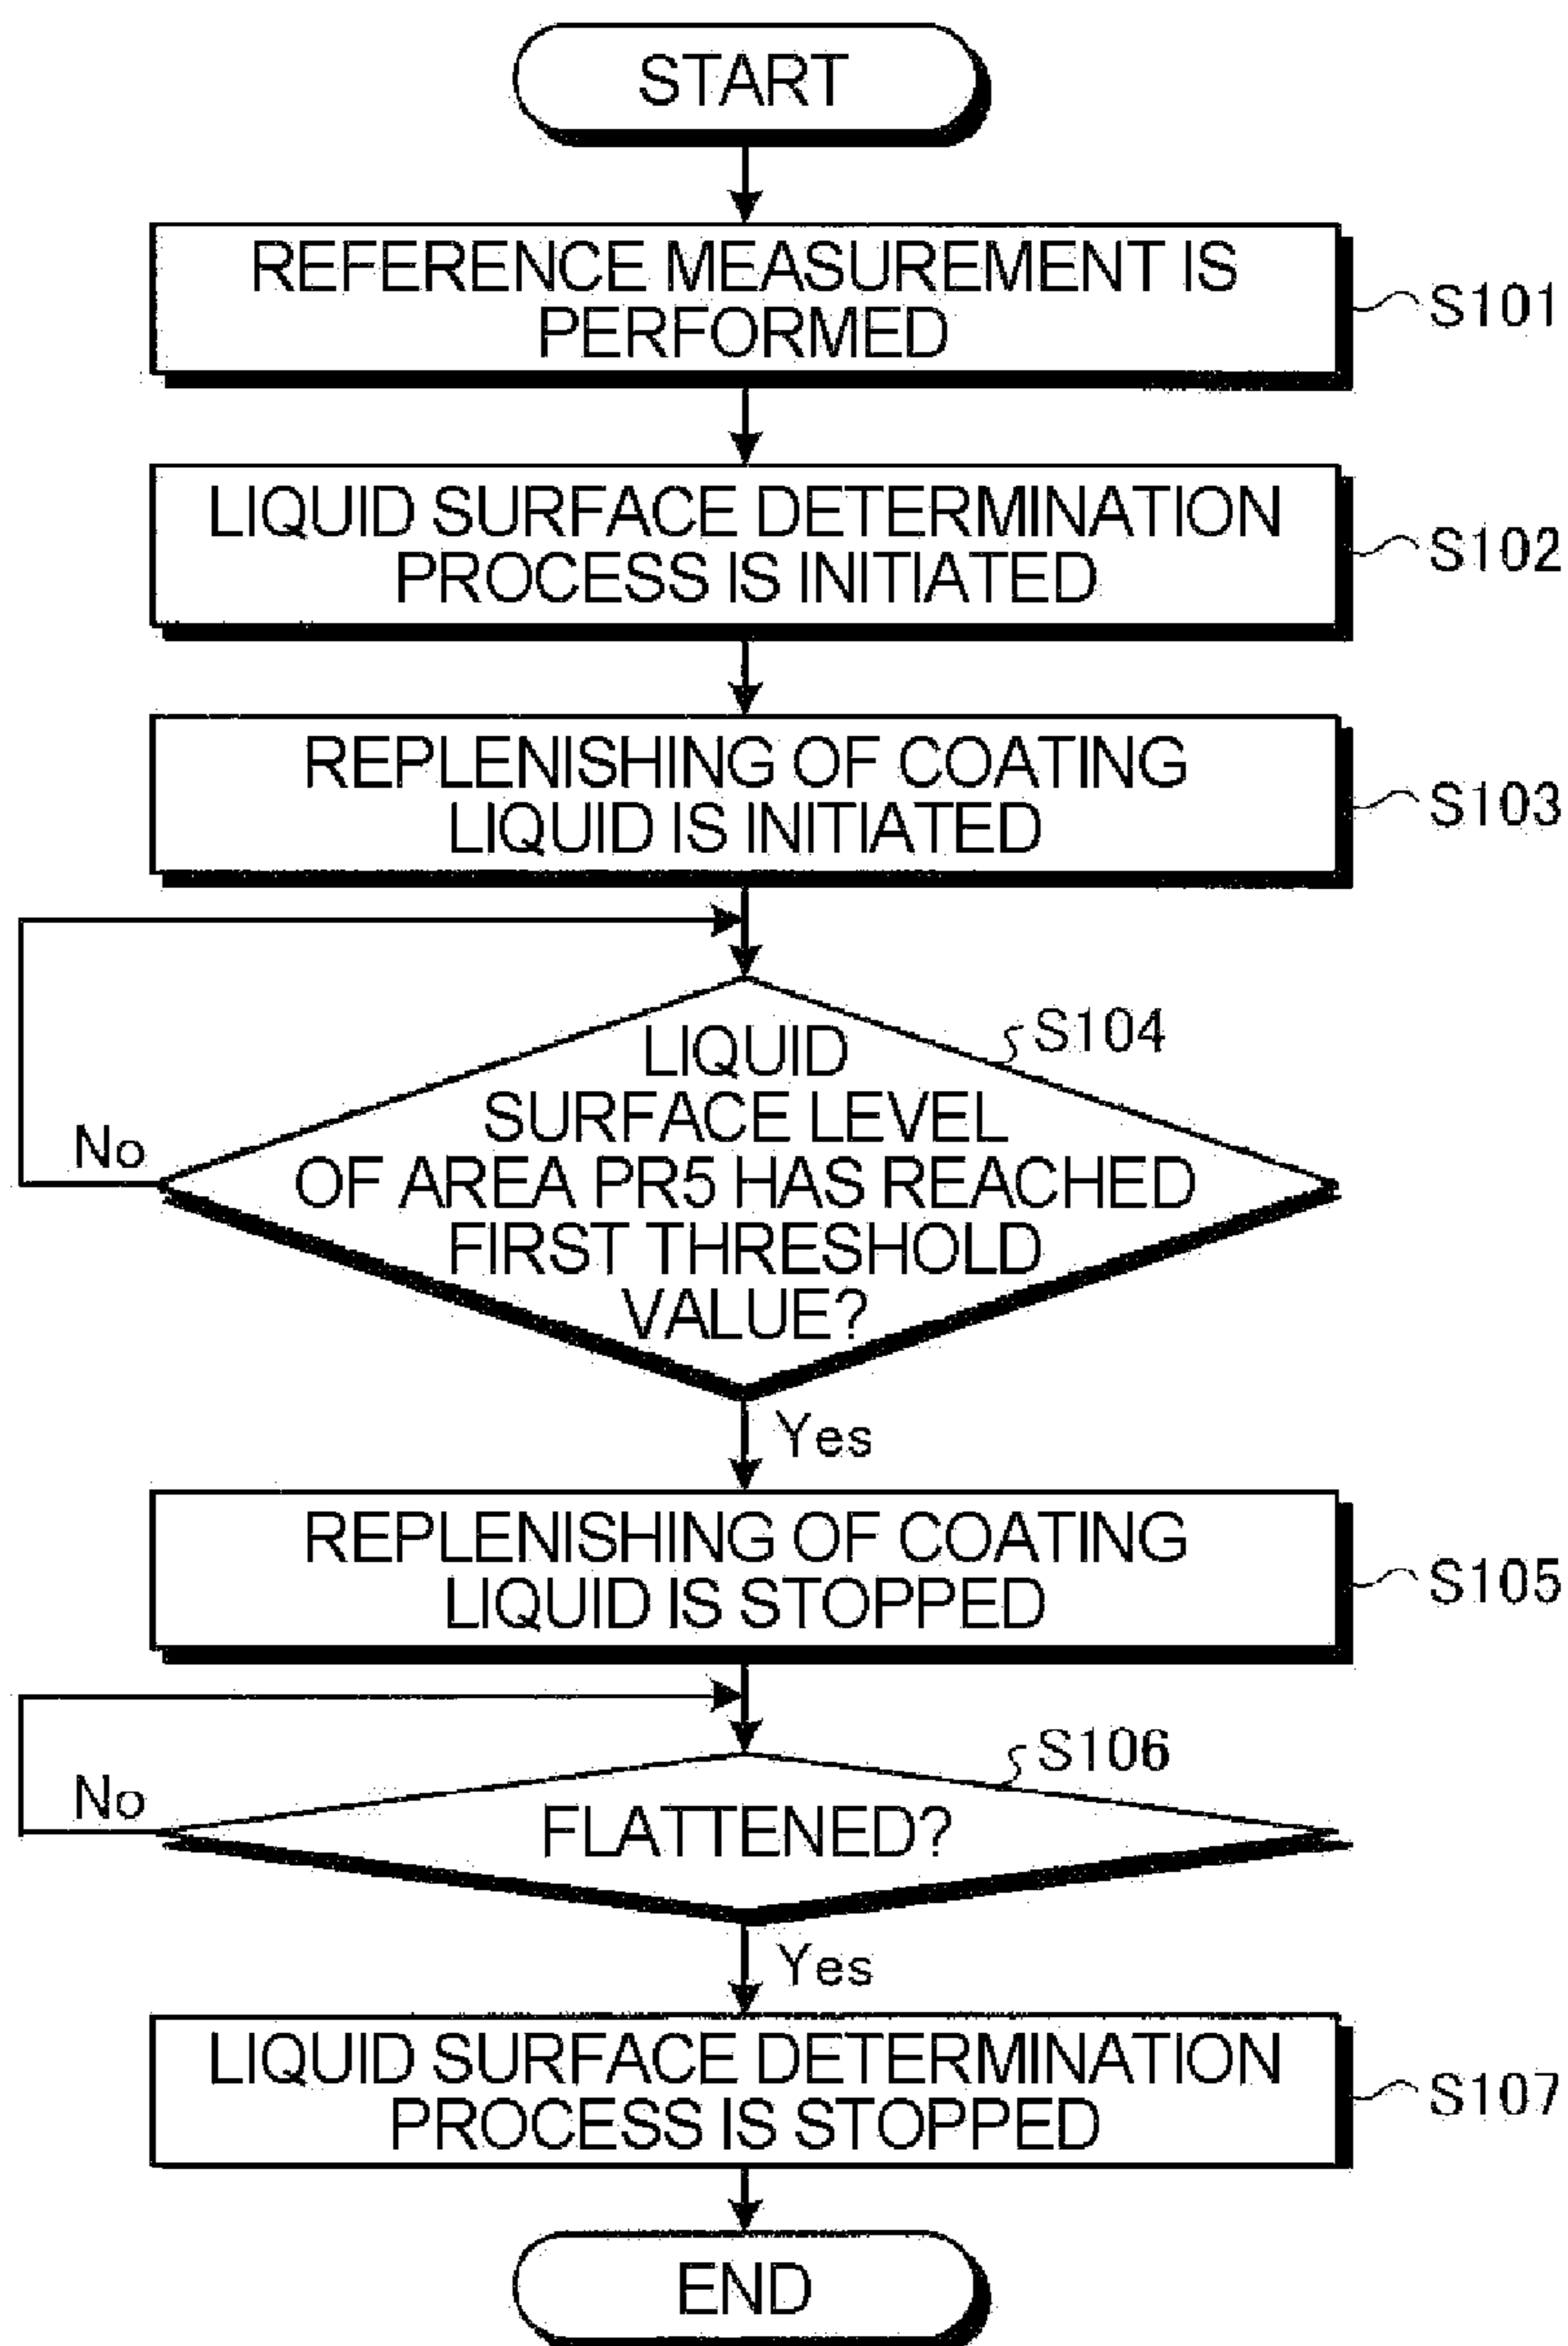 START
REFERENCE MEASUREMENT IS
PERFORMED
S101
LIQUID SURFACE DETERMINATION
PROCESS IS INITIATED
S102
REPLENISHING OF COATING
LIQUID IS INITIATED
S103
S104
LIQUID
SURFACE LEVEL
OF AREA PR5 HAS REACHED
FIRST THRESHOLD
VALUE?
No
Yes
REPLENISHING OF COATING
LIQUID IS STOPPED
S105
S106
FLATTENED?
No
Yes
LIQUID SURFACE DETERMINATION
PROCESS IS STOPPED
S107
END